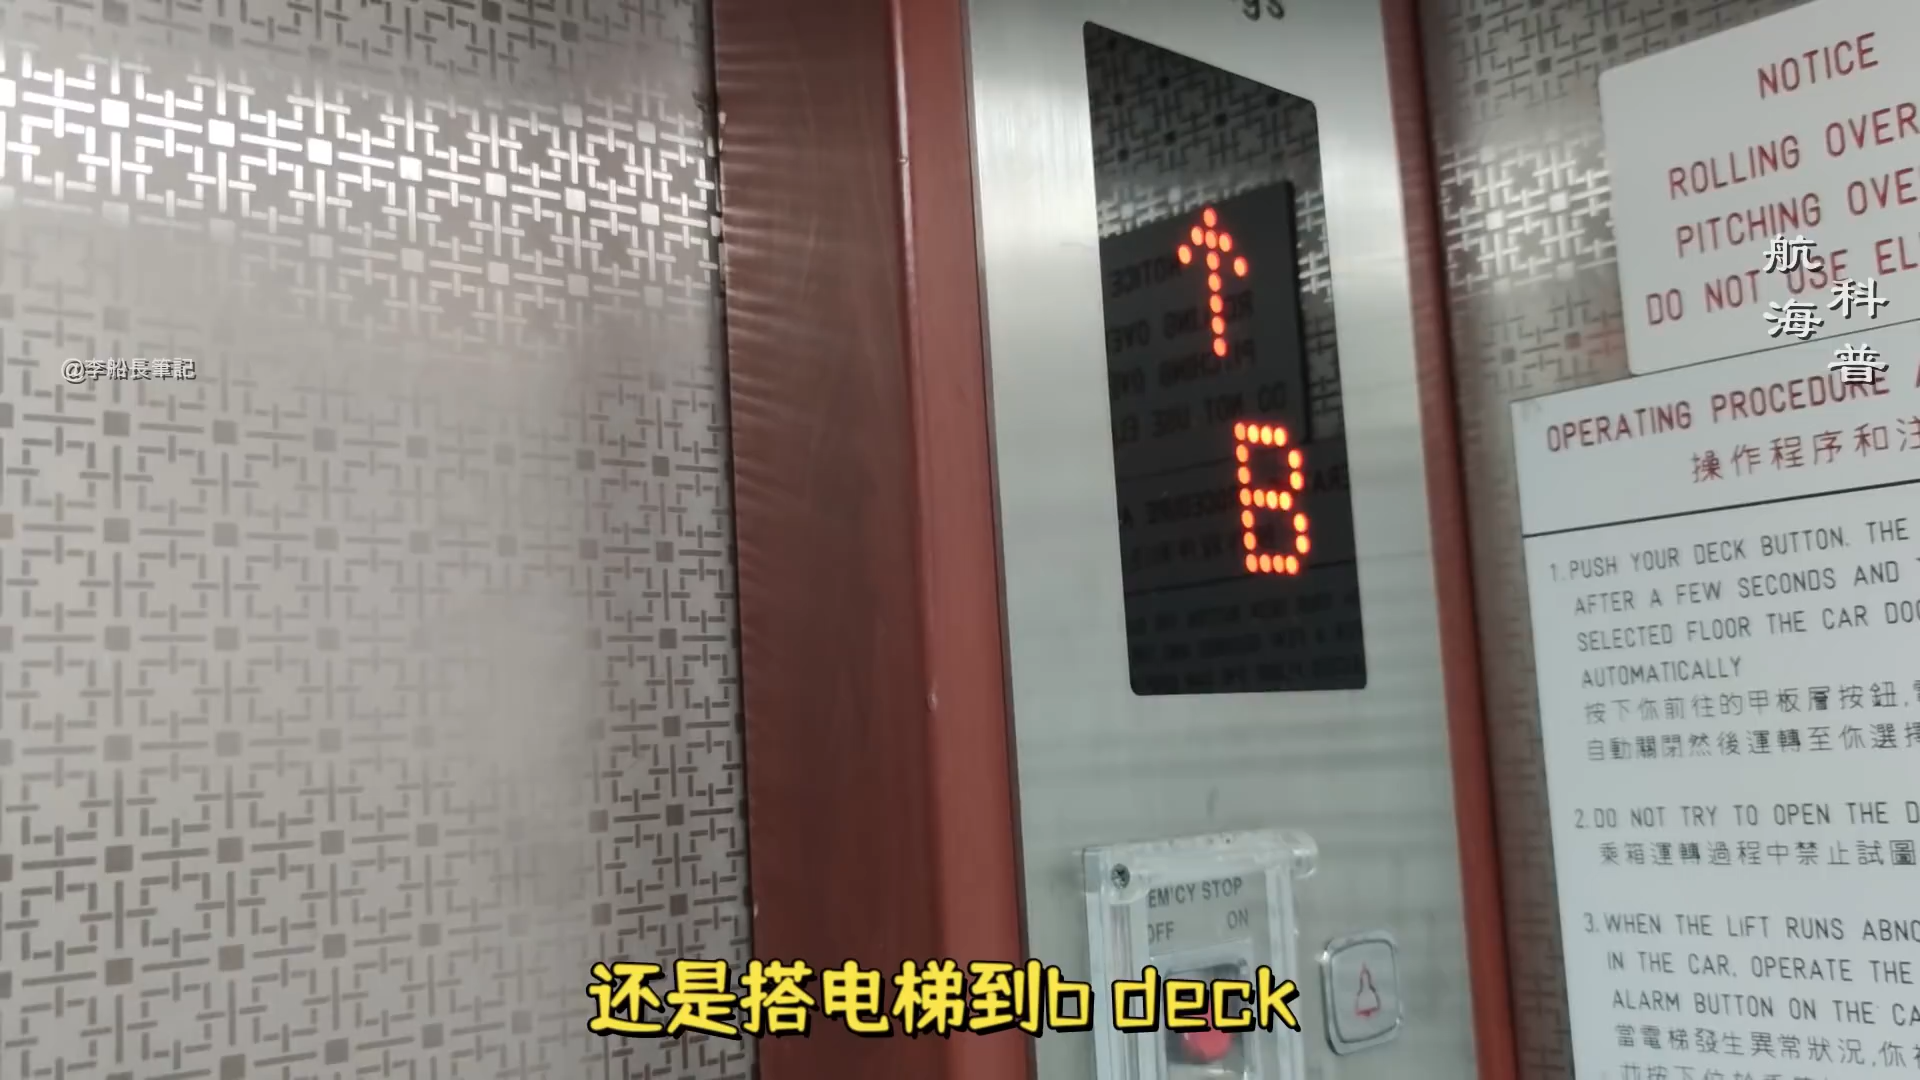 NOTICE
ROLLING OVER
PITCHING OVE
DO NOT USE EL
航海
科普
@李船長筆記
OPERATING PROCEDURE A
操作程序和注
1.PUSH YOUR DECK BUTTON. THE
AFTER A FEW SECONDS AND
SELECTED FLOOR THE CAR DOO
AUTOMATICALLY
按下你前往的甲板層按鈕,
自動關閉然後運轉至你選擇
2.DO NOT TRY TO OPEN THE D
乘箱運轉過程中禁止試圖
3.WHEN THE LIFT RUNS ABNO
IN THE CAR, OPERATE THE
ALARM BUTTON ON THE CA
當電梯發生異常狀況,你
B
EM'CY STOP
OFF ON
还是搭电梯到b deck